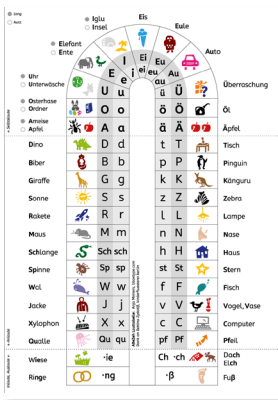 lang
kurz
Eis
Iglu
Insel
Eule
Elefant
Ente
Auto
I Ei ei Eu eu
E Au au
Uhr
Unterwäsche
U u ü Ü
Überraschung
Osterhase
Ordner
O o ö Ö
Öl
Ameise
Apfel
A a ä Ä
Äpfel
Dino D d t T Tisch
Biber B b p P Pinguin
Giraffe G g k K Känguru
Sonne S s z Z Zebra
Rakete R r l L Lampe
Maus M m n N Nase
Schlange Sch sch h H Haus
Spinne Sp sp st St Stern
Wal W w f F Fisch
Jacke J j v V Vogel, Vase
Xylophon X x c C Computer
Qualle Qu qu pf Pf Pfeil
Wiese ·ie Ch ·ch Dach
Elch
Ringe ·ng ·ß Fuß